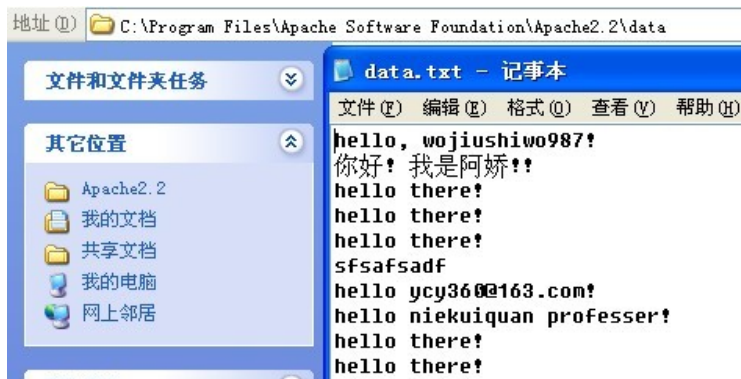 地址(D) C:\Program Files\Apache Software Foundation\Apache2.2\data
文件和文件夹任务
其它位置
Apache2.2
我的文档
共享文档
我的电脑
网上邻居
data.txt - 记事本
文件(F) 编辑(E) 格式(O) 查看(V) 帮助(H)
hello, wojiushiwo987!
你好! 我是阿娇!!
hello there!
hello there!
hello there!
sfsafsadf
hello ycy360@163.com!
hello niekuiquan professer!
hello there!
hello there!